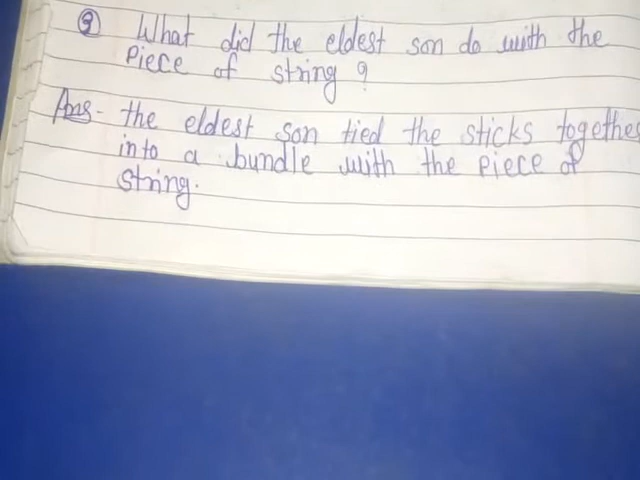 ③ What did the eldest son do with the
Piece of string ?
Ans- the eldest son tied the sticks together
into a bundle with the piece of
string.